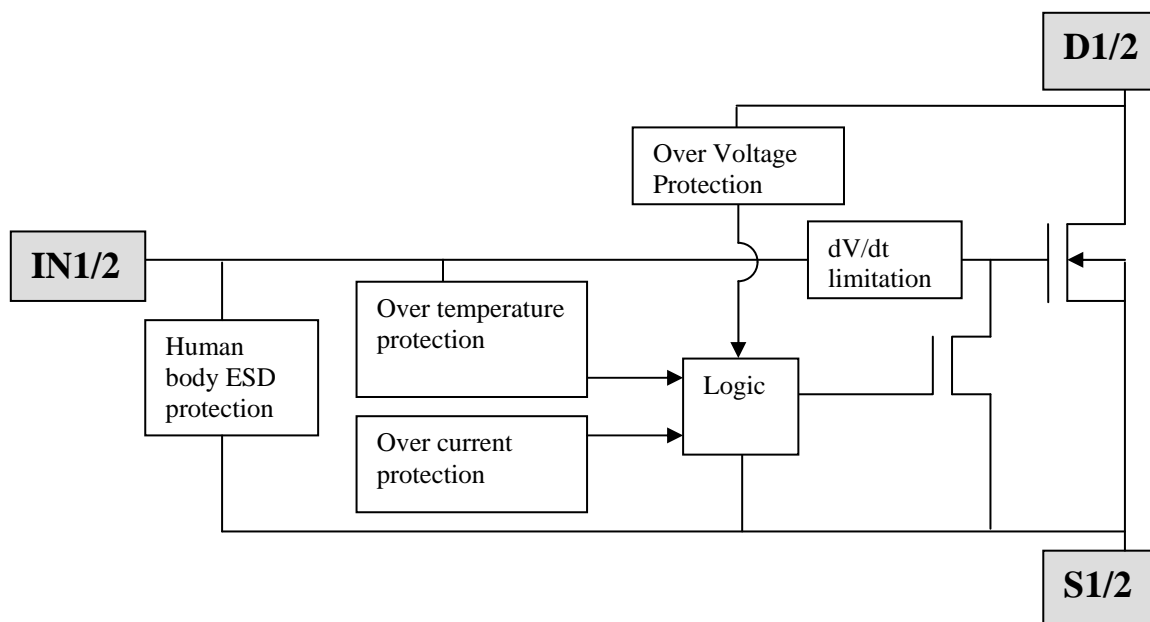 D1/2
Over Voltage
Protection
IN1/2
dV/dt
limitation
Over temperature
protection
Human
body ESD
protection
Logic
Over current
protection
S1/2